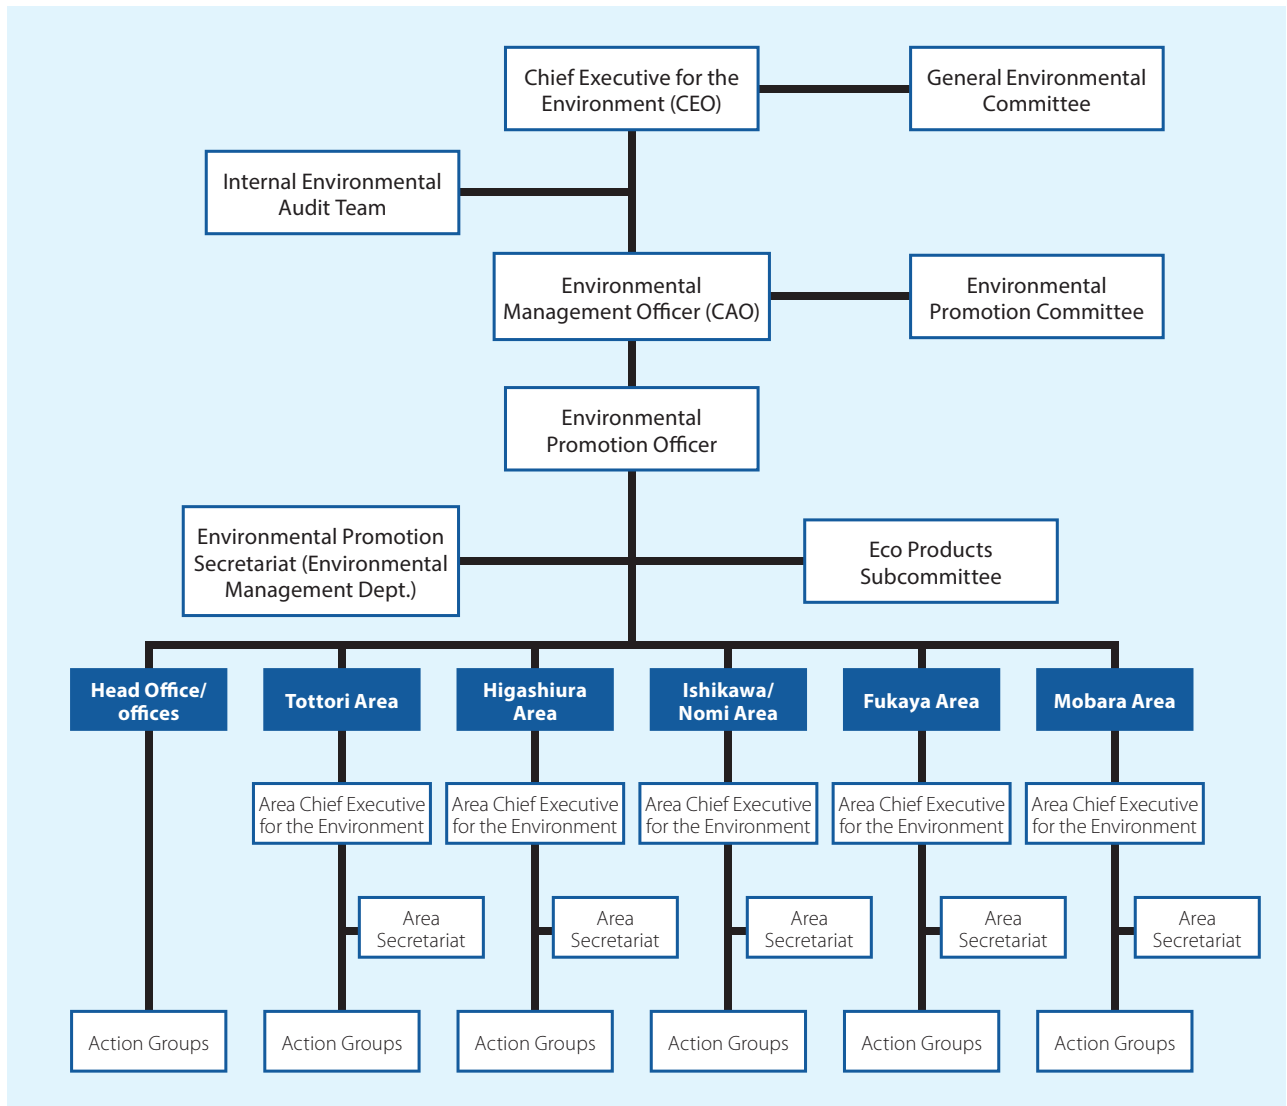 Chief Executive for the
Environment (CEO)
General Environmental
Committee
Internal Environmental
Audit Team
Environmental
Management Officer (CAO)
Environmental
Promotion Committee
Environmental
Promotion Officer
Environmental Promotion
Secretariat (Environmental
Management Dept.)
Eco Products
Subcommittee
Head Office/
offices
Tottori Area
Higashiura
Area
Ishikawa/
Nomi Area
Fukaya Area
Mobara Area
Area Chief Executive
for the Environment
Area Chief Executive
for the Environment
Area Chief Executive
for the Environment
Area Chief Executive
for the Environment
Area Chief Executive
for the Environment
Area
Secretariat
Area
Secretariat
Area
Secretariat
Area
Secretariat
Area
Secretariat
Action Groups
Action Groups
Action Groups
Action Groups
Action Groups
Action Groups